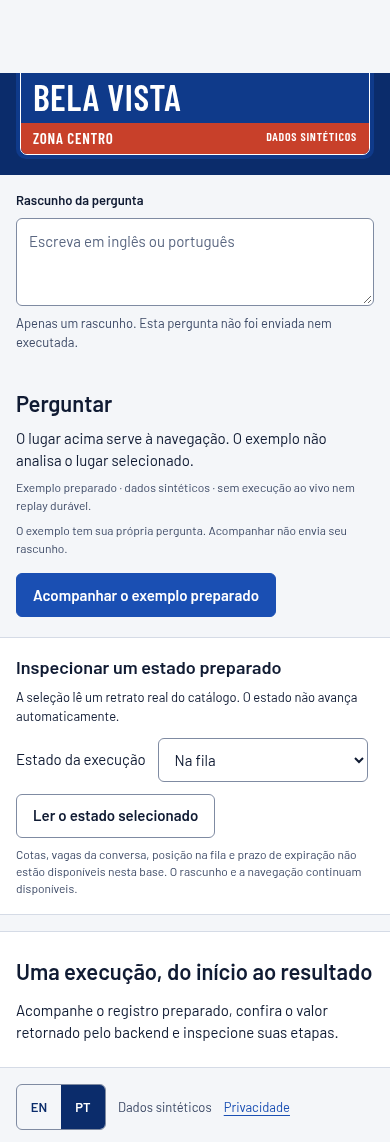 BELA VISTA
ZONA CENTRO
DADOS SINTÉTICOS
Rascunho da pergunta
Escreva em inglês ou português
Apenas um rascunho. Esta pergunta não foi enviada nem
executada.
Perguntar
O lugar acima serve à navegação. O exemplo não
analisa o lugar selecionado.
Exemplo preparado · dados sintéticos · sem execução ao vivo nem
replay durável.
O exemplo tem sua própria pergunta. Acompanhar não envia seu
rascunho.
Acompanhar o exemplo preparado
Inspecionar um estado preparado
A seleção lê um retrato real do catálogo. O estado não avança
automaticamente.
Estado da execução
Na fila
Ler o estado selecionado
Cotas, vagas da conversa, posição na fila e prazo de expiração não
estão disponíveis nesta base. O rascunho e a navegação continuam
disponíveis.
Uma execução, do início ao resultado
Acompanhe o registro preparado, confira o valor
retornado pelo backend e inspecione suas etapas.
EN
PT
Dados sintéticos
Privacidade